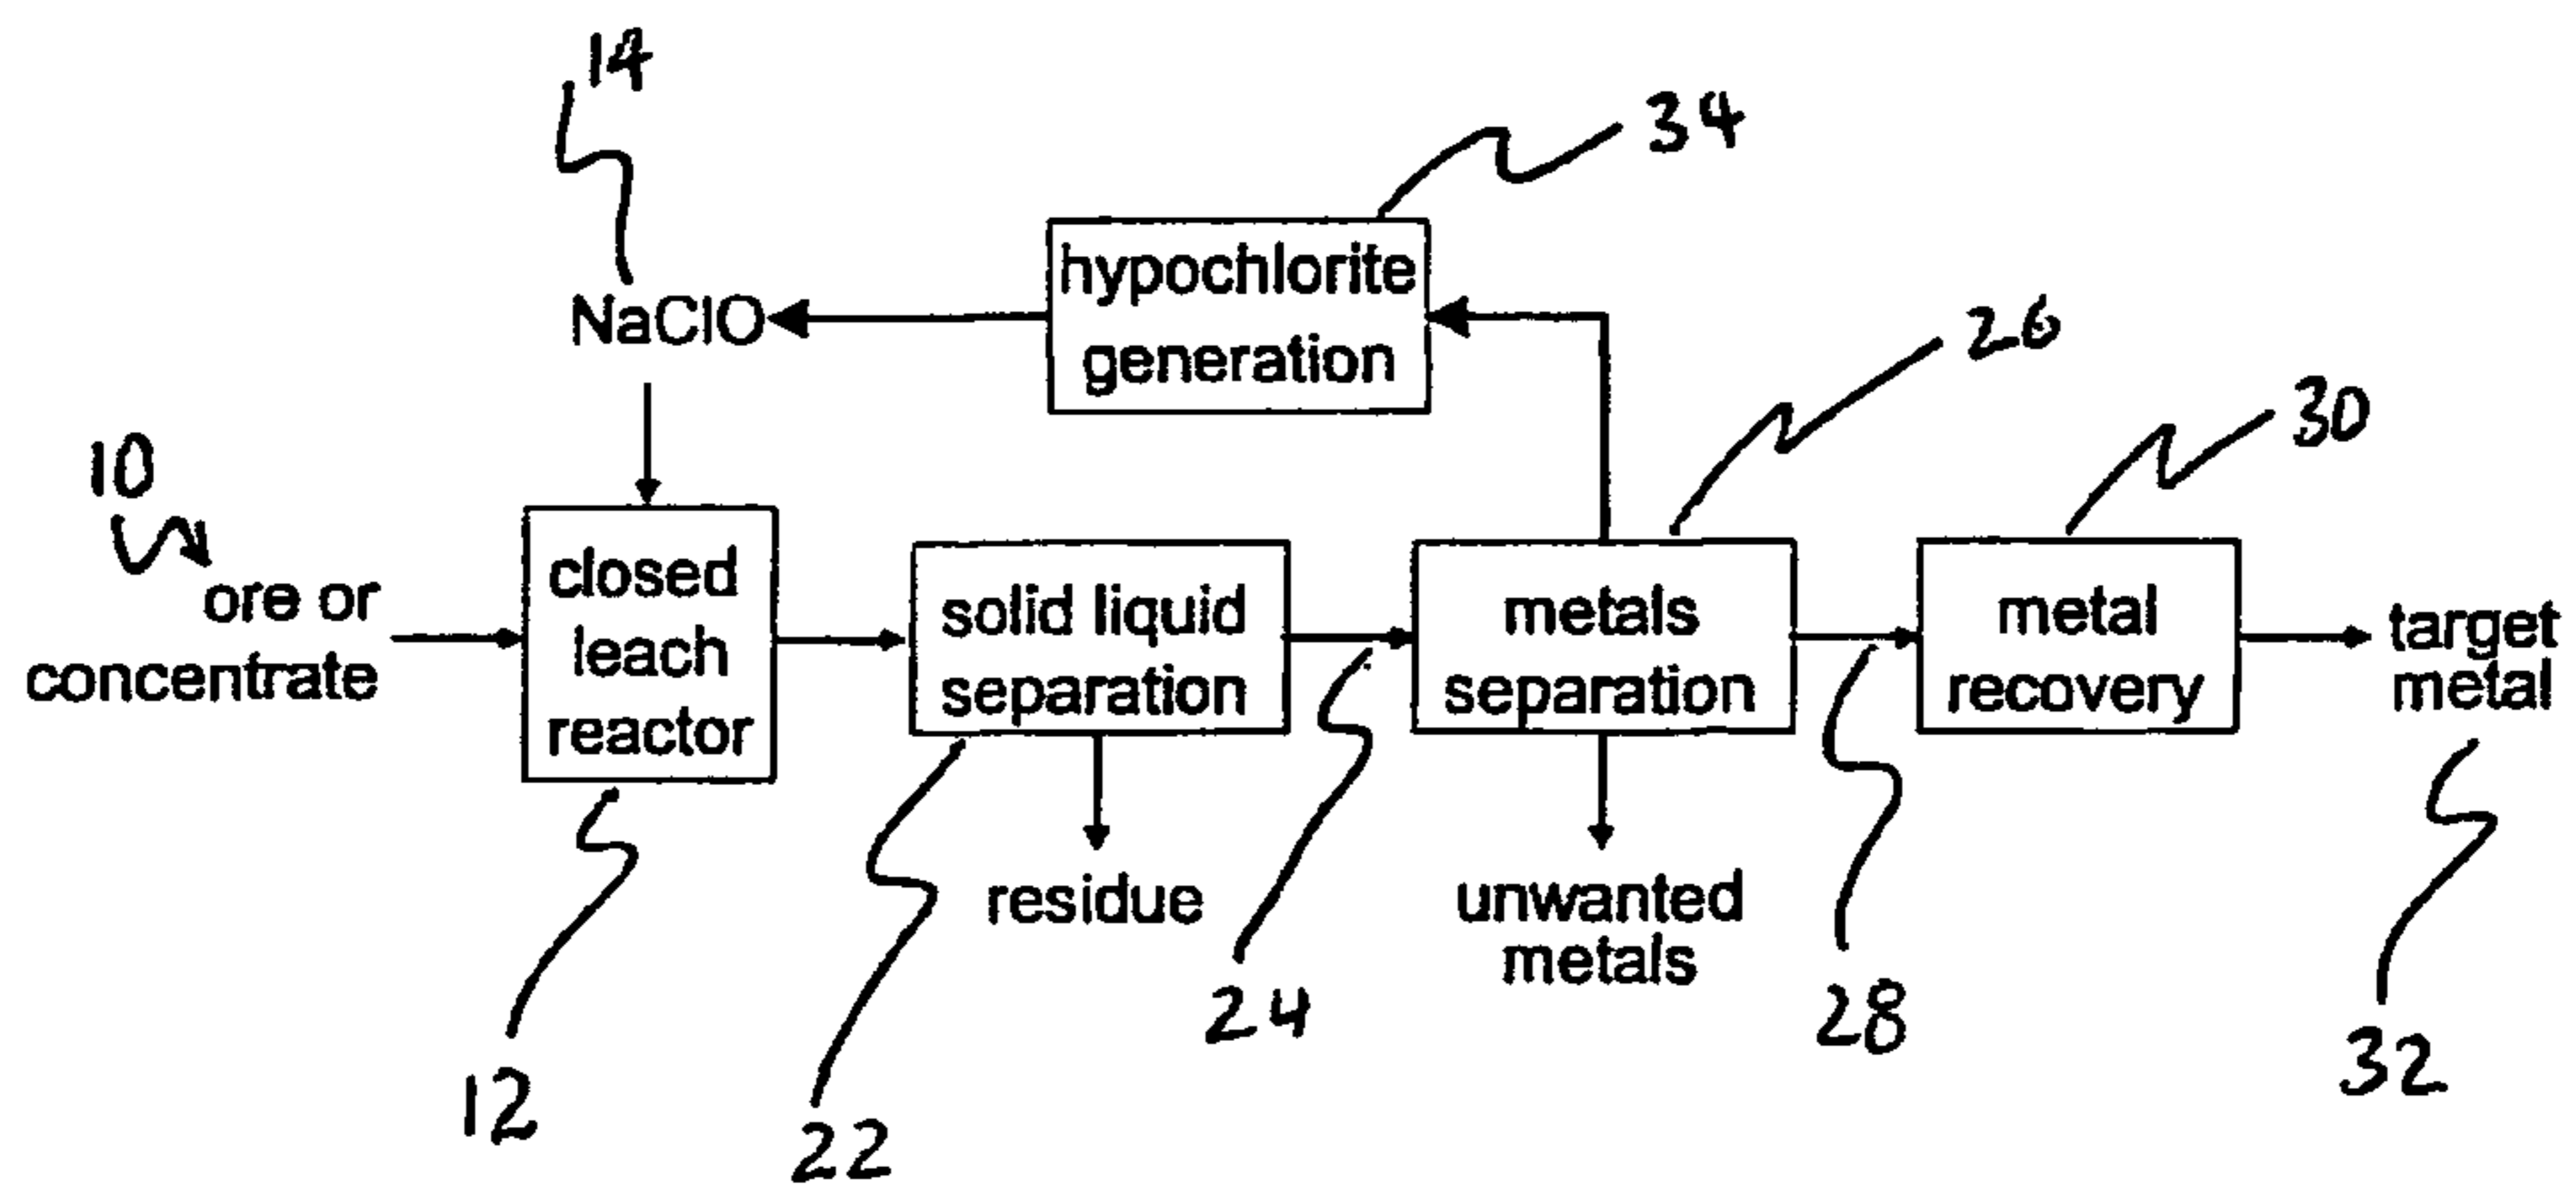 14
34
hypochlorite
generation
NaClO
26
30
10
ore or
concentrate
closed
leach
reactor
solid liquid
separation
metals
separation
metal
recovery
target
metal
residue
unwanted
metals
24
28
32
12
22